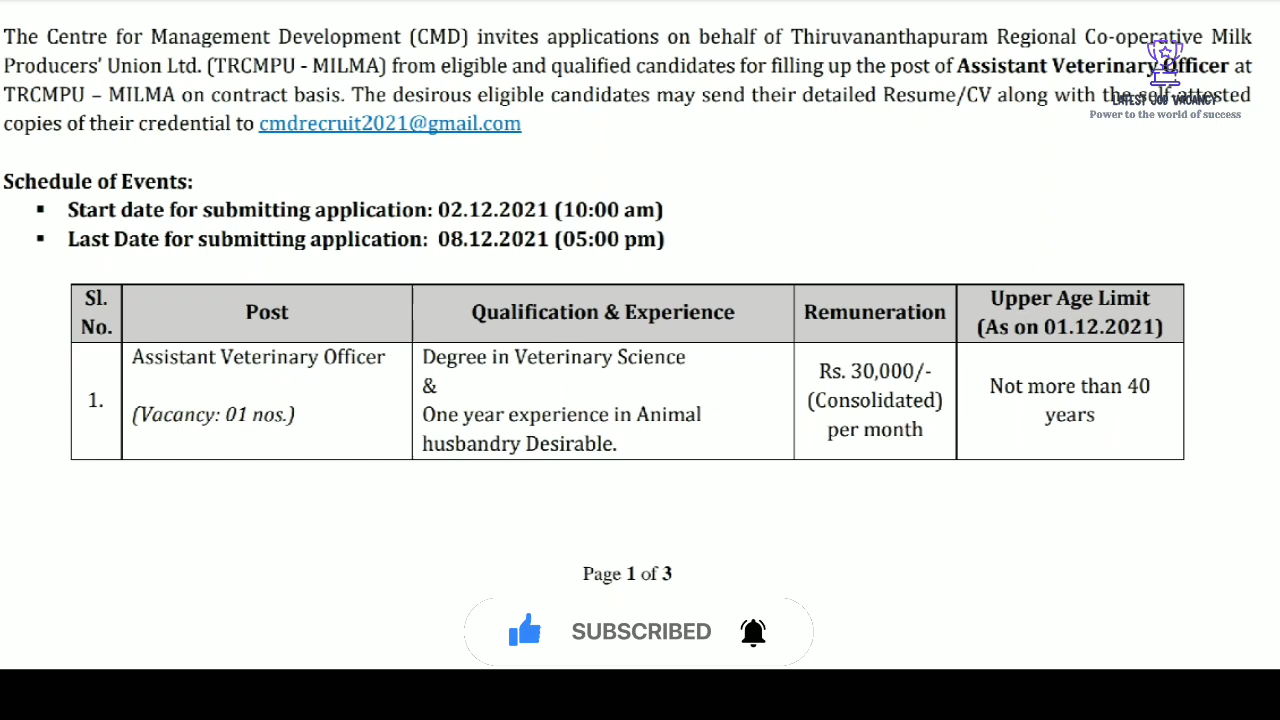 The Centre for Management Development (CMD) invites applications on behalf of Thiruvananthapuram Regional Co-operative Milk
Producers' Union Ltd. (TRCMPU - MILMA) from eligible and qualified candidates for filling up the post of Assistant Veterinary Officer at
TRCMPU – MILMA on contract basis. The desirous eligible candidates may send their detailed Resume/CV along with the self-attested
copies of their credential to cmdrecruit2021@gmail.com
LATEST JOB VACANCY
Power to the world of success
Schedule of Events:
▪ Start date for submitting application: 02.12.2021 (10:00 am)
▪ Last Date for submitting application: 08.12.2021 (05:00 pm)
Sl.
No.
Post
Qualification & Experience
Remuneration
Upper Age Limit
(As on 01.12.2021)
1.
Assistant Veterinary Officer
(Vacancy: 01 nos.)
Degree in Veterinary Science
&
One year experience in Animal
husbandry Desirable.
Rs. 30,000/-
(Consolidated)
per month
Not more than 40
years
Page 1 of 3
SUBSCRIBED